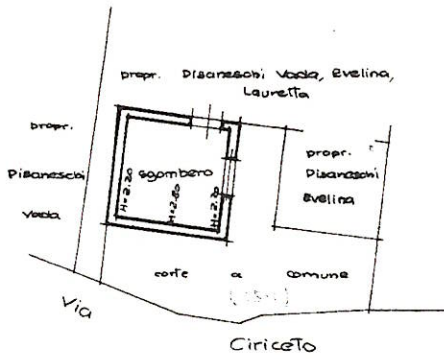 propr. Pisaneschi Vada, Evelina,
Lauretta
propr.
Pisaneschi
Vada
sgombero
H=2.20
H=2.80
H=2.20
propr.
Pisaneschi
Evelina
corte a comune
Via
Ciriceto